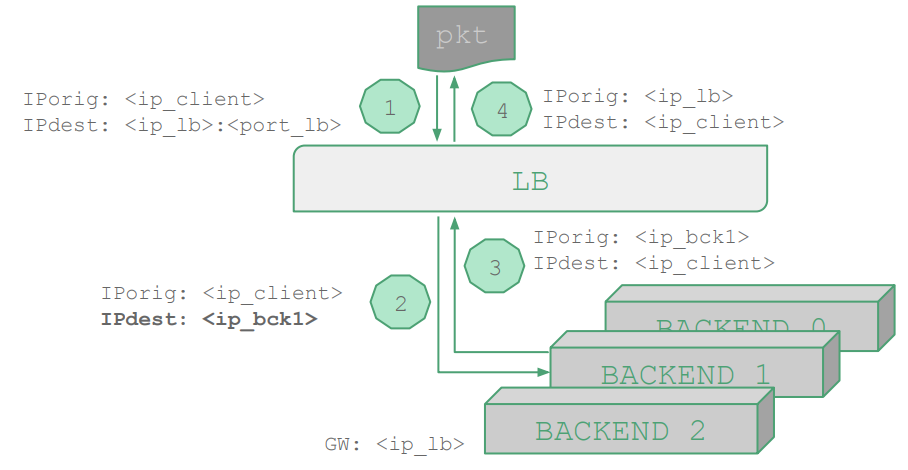 pkt
IPorig: <ip_client>
IPdest: <ip_lb>:<port_lb>
1
4
IPorig: <ip_lb>
IPdest: <ip_client>
LB
IPorig: <ip_bck1>
IPdest: <ip_client>
3
IPorig: <ip_client>
IPdest: <ip_bck1>
2
BACKEND 0
BACKEND 1
BACKEND 2
GW: <ip_lb>